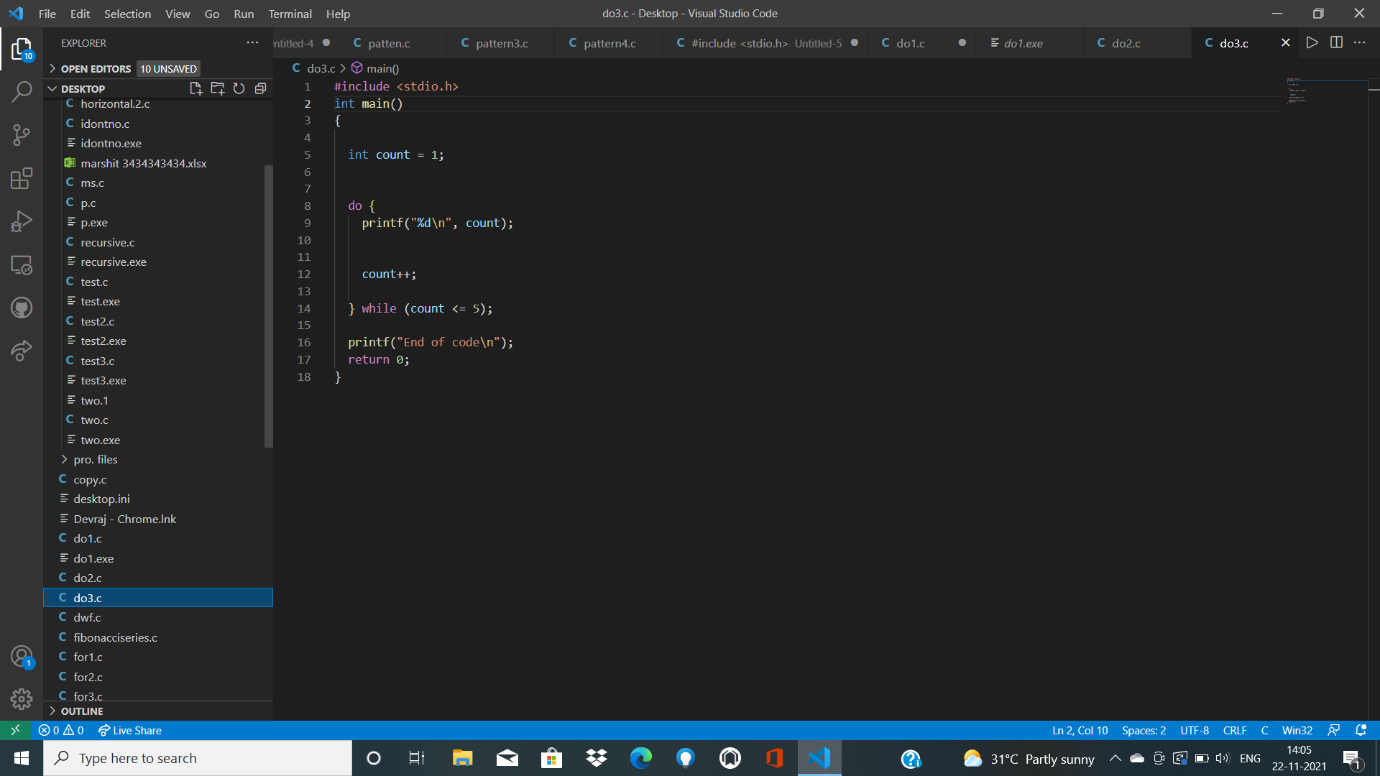 File Edit Selection View Go Run Terminal Help
do3.c - Desktop - Visual Studio Code
10
EXPLORER
ntitled-4
patten.c
pattern3.c
pattern4.c
#include <stdio.h> Untitled-5
do1.c
do1.exe
do2.c
do3.c
OPEN EDITORS 10 UNSAVED
do3.c > main()
DESKTOP
horizontal.2.c
idontno.c
idontno.exe
marshit 3434343434.xlsx
ms.c
p.c
p.exe
recursive.c
recursive.exe
test.c
test.exe
test2.c
test2.exe
test3.c
test3.exe
two.1
two.c
two.exe
pro. files
copy.c
desktop.ini
Devraj - Chrome.lnk
do1.c
do1.exe
do2.c
do3.c
dwf.c
fibonacciseries.c
for1.c
for2.c
for3.c
OUTLINE
1 #include <stdio.h>
2 int main()
3 {
4
5 int count = 1;
6
7
8 do {
9 printf("%d\n", count);
10
11
12 count++;
13
14 } while (count <= 5);
15
16 printf("End of code\n");
17 return 0;
18 }
1
0 0 Live Share
Ln 2, Col 10 Spaces: 2 UTF-8 CRLF C Win32
Type here to search
31°C Partly sunny
ENG
14:05
22-11-2021
1